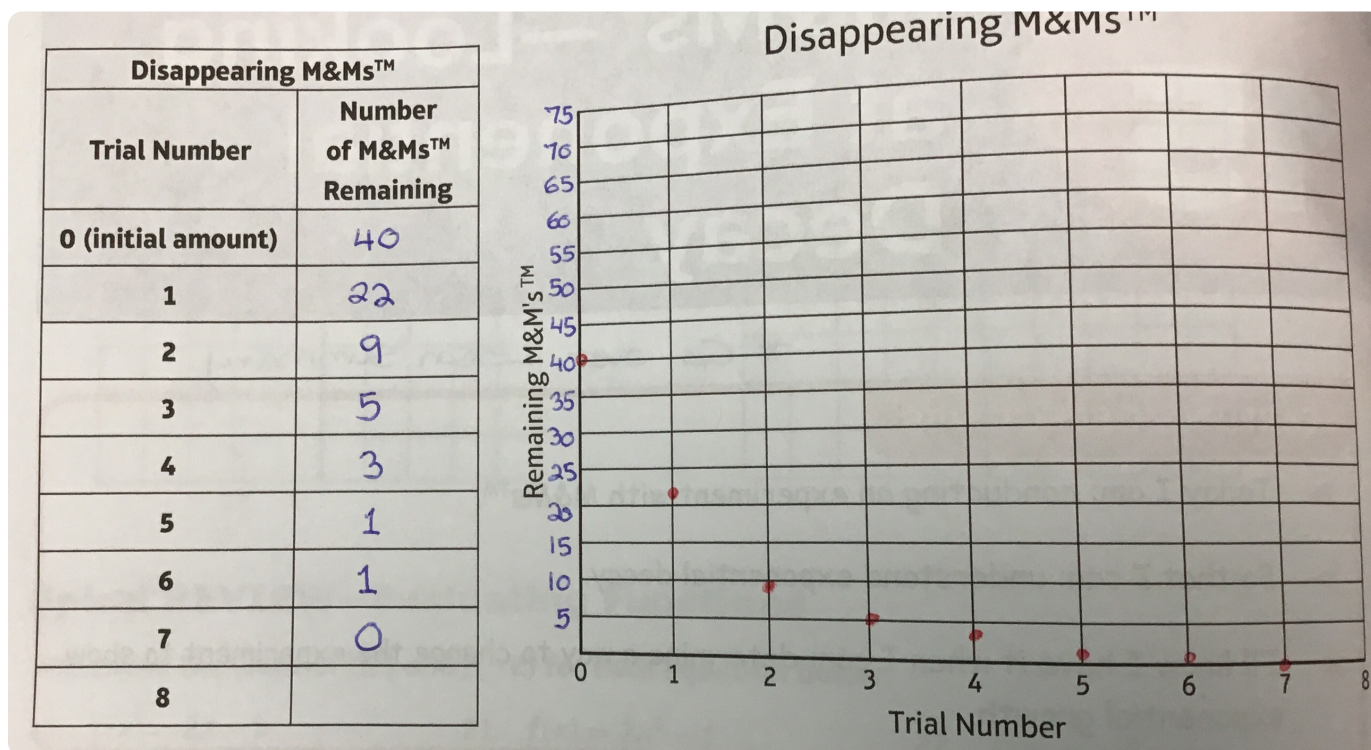 Disappearing M&Ms™
Trial Number
Number
of M&Ms™
Remaining
0 (initial amount) 40
1 22
2 9
3 5
4 3
5 1
6 1
7 0
8
Disappearing M&Ms™
Remaining M&M's™
75
70
65
60
55
50
45
40
35
30
25
20
15
10
5
0 1 2 3 4 5 6 7 8
Trial Number